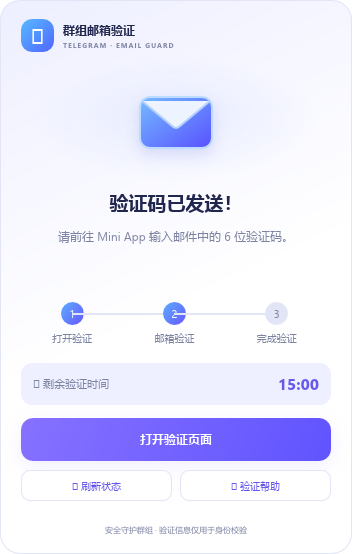 群组邮箱验证
TELEGRAM · EMAIL GUARD
验证码已发送!
请前往 Mini App 输入邮件中的 6 位验证码。
1
2
3
打开验证
邮箱验证
完成验证
剩余验证时间
15:00
打开验证页面
刷新状态
验证帮助
安全守护群组 · 验证信息仅用于身份校验